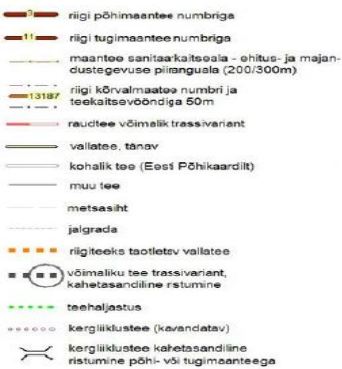 3 riigi põhimaantee numbriga
11 riigi tugimaantee numbriga
maantee sanitaarkaitseala - ehitus- ja majan-
dustegevuse piiranguala (200/300m)
13187 riigi kõrvalmaatee numbri ja
teekaitsevööndiga 50m
raudtee võimalik trassivariant
vallatee, tänav
kohalik tee (Eesti Põhikaardilt)
muu tee
metsasiht
jalgrada
riigiteeks taotletav vallatee
võimaliku tee trassivariant,
kahetasandiline ristumine
teehaljastus
kergliiklustee (kavandatav)
kergliiklustee kahetasandiline
ristumine põhi- või tugimaanteega